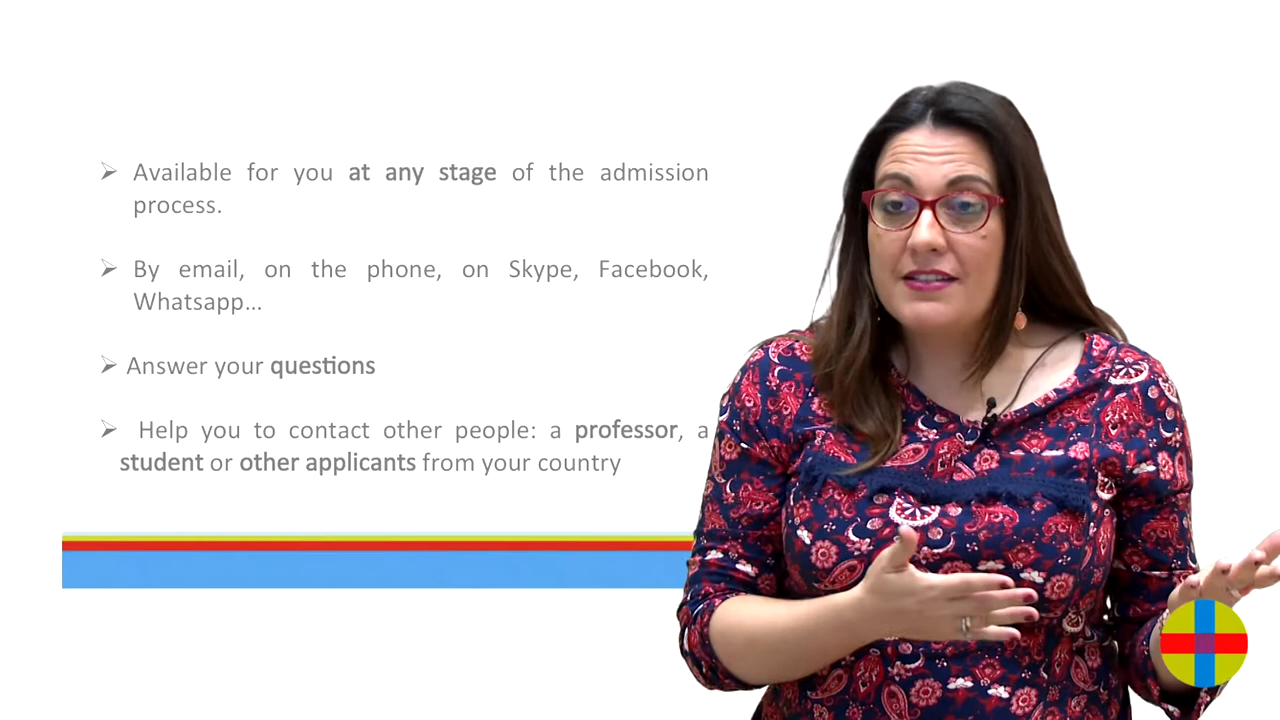 ➢ Available for you at any stage of the admission
process.
➢ By email, on the phone, on Skype, Facebook,
Whatsapp...
➢ Answer your questions
➢ Help you to contact other people: a professor, a
student or other applicants from your country